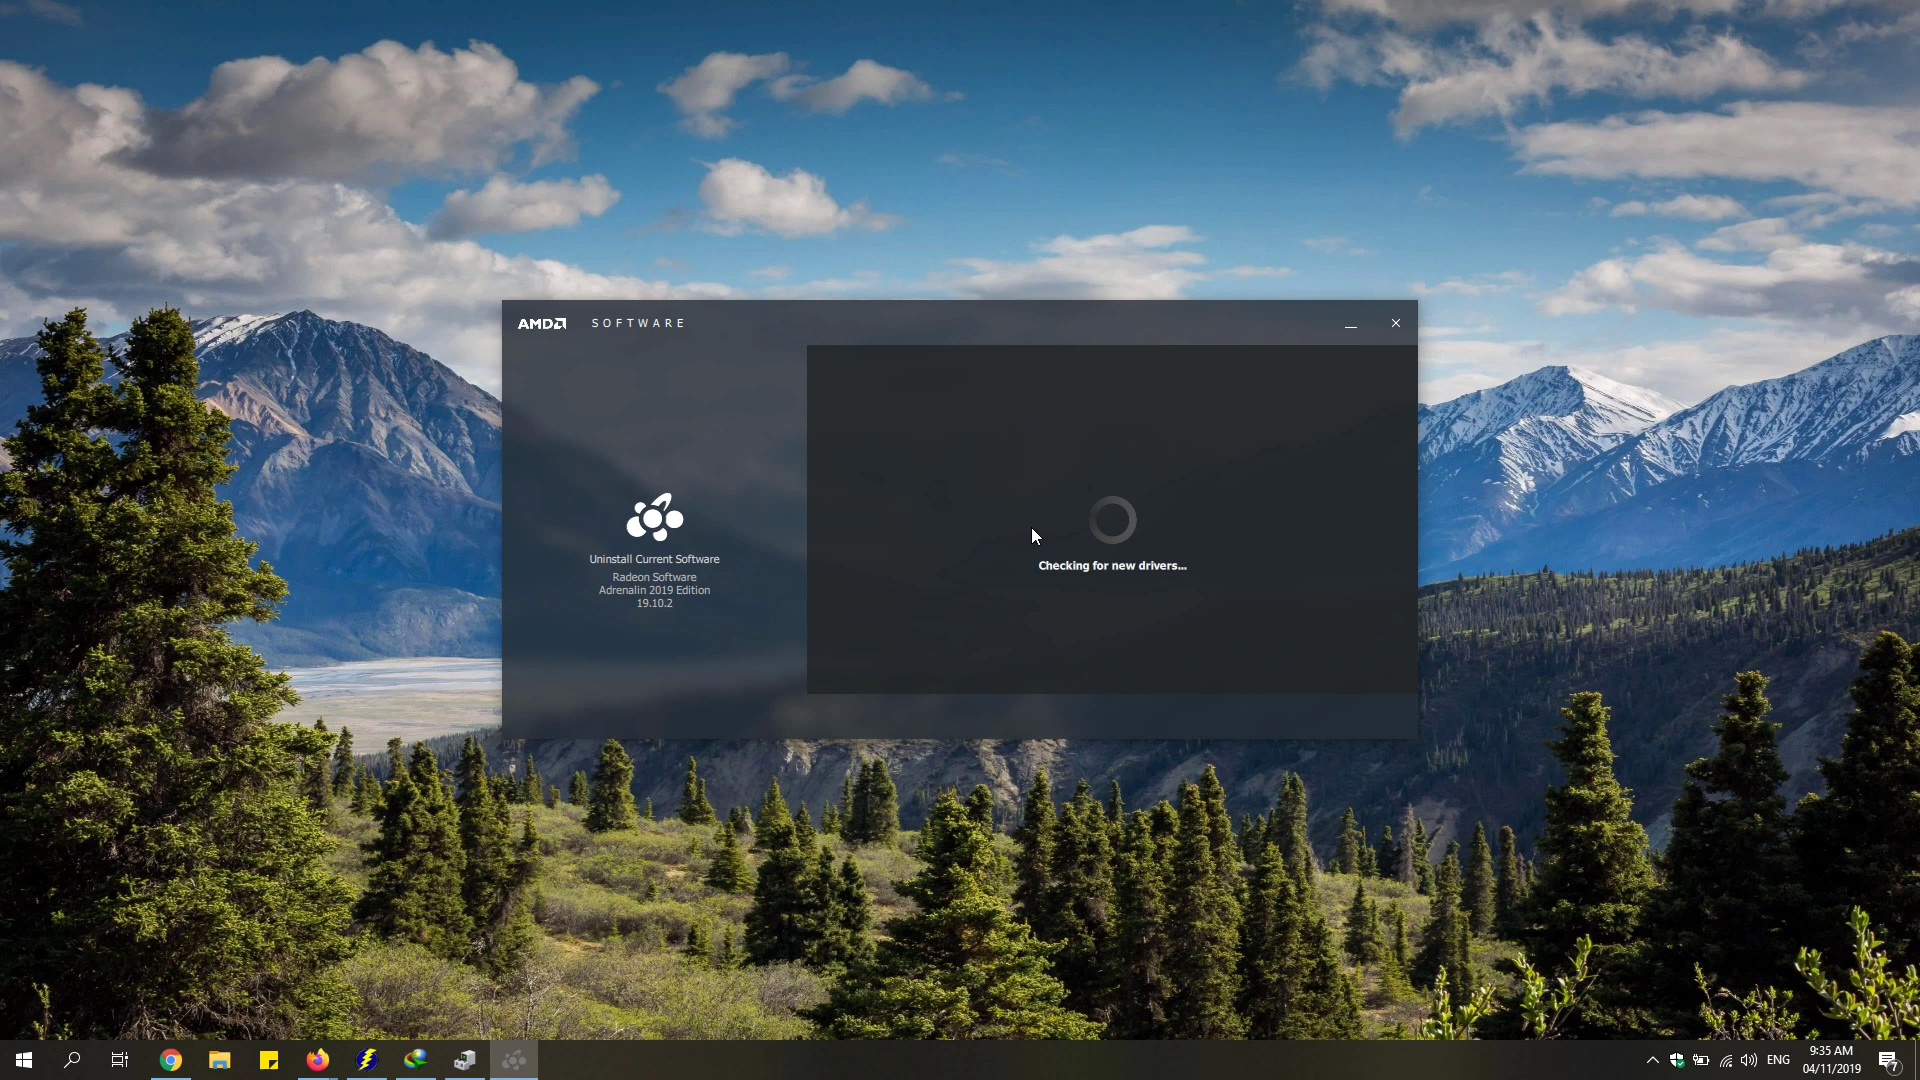 AMD SOFTWARE
Uninstall Current Software
Radeon Software
Adrenalin 2019 Edition
19.10.2
Checking for new drivers...
ENG
9:35 AM
04/11/2019
7